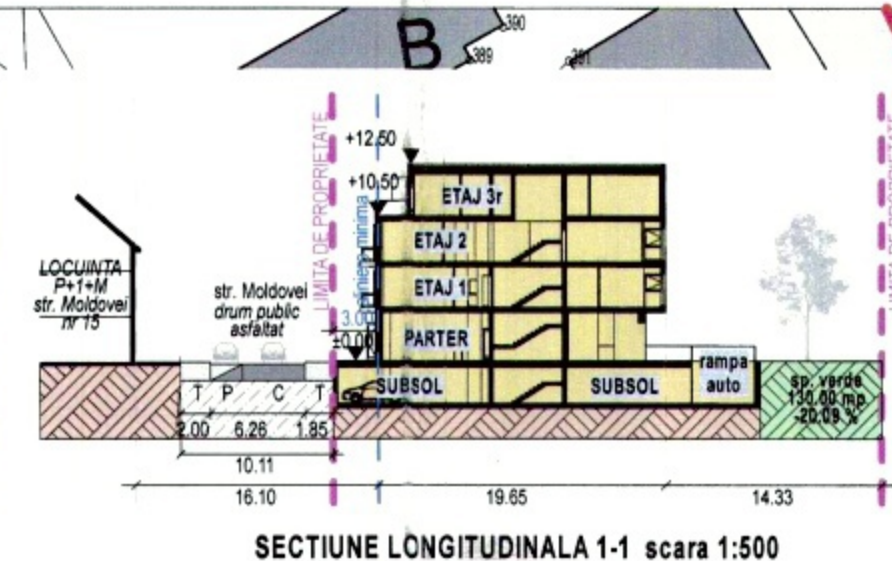 B
390
389
391
LIMITA DE PROPRIETATE
+12.50
+10.50
ETAJ 3r
ETAJ 2
ETAJ 1
PARTER
SUBSOL
SUBSOL
rampa
auto
LOCUINTA
P+1+M
str. Moldovei
nr 15
str. Moldovei
drum public
asfaltat
minima
3.00
±0.00
sp. verde
130.00 mp
-20.09 %
T P C T
2.00 6.26 1.85
10.11
16.10 19.65 14.33
SECTIUNE LONGITUDINALA 1-1 scara 1:500